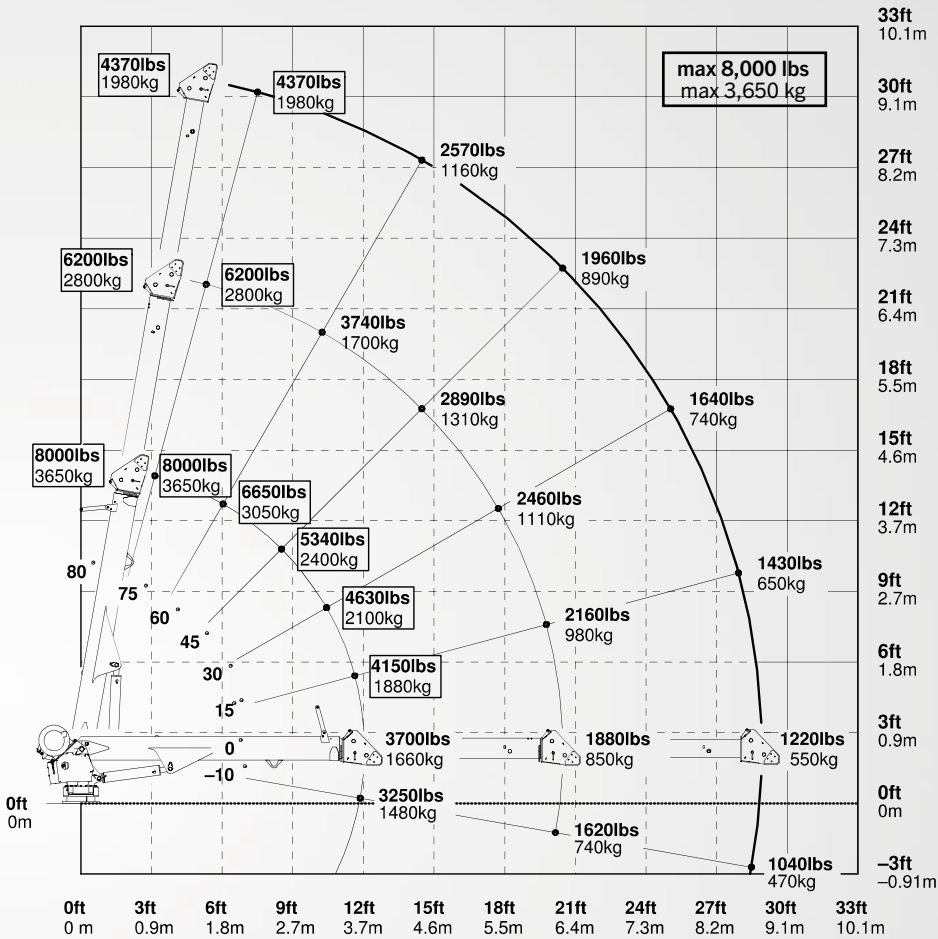 33ft
10.1m
4370lbs
1980kg
4370lbs
1980kg
max 8,000 lbs
max 3,650 kg
30ft
9.1m
2570lbs
1160kg
27ft
8.2m
24ft
7.3m
6200lbs
2800kg
6200lbs
2800kg
1960lbs
890kg
21ft
6.4m
3740lbs
1700kg
18ft
5.5m
2890lbs
1310kg
1640lbs
740kg
15ft
4.6m
8000lbs
3650kg
8000lbs
3650kg
6650lbs
3050kg
2460lbs
1110kg
12ft
3.7m
5340lbs
2400kg
1430lbs
650kg
80
75
9ft
2.7m
4630lbs
2100kg
60
2160lbs
980kg
45
6ft
1.8m
30
4150lbs
1880kg
15
3ft
0.9m
0
3700lbs
1660kg
1880lbs
850kg
1220lbs
550kg
–10
0ft
0m
3250lbs
1480kg
0ft
0m
1620lbs
740kg
1040lbs
470kg
–3ft
–0.91m
0ft 3ft 6ft 9ft 12ft 15ft 18ft 21ft 24ft 27ft 30ft 33ft
0 m 0.9m 1.8m 2.7m 3.7m 4.6m 5.5m 6.4m 7.3m 8.2m 9.1m 10.1m